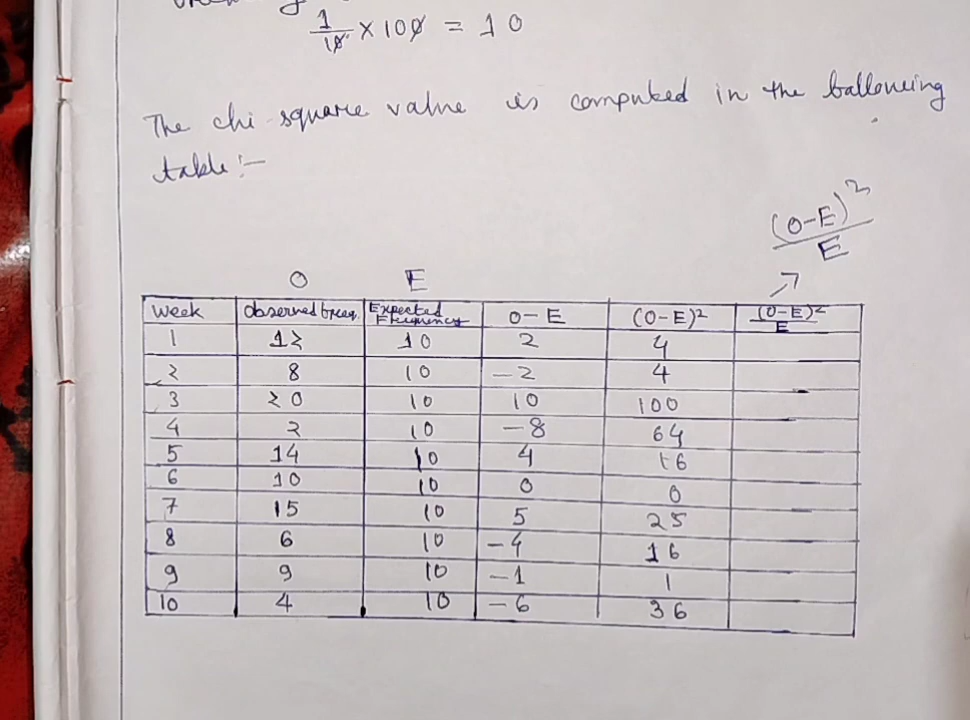 1/10 × 100 = 10
The chi square value is computed in the balloucing
table:-
(O-E)²/E
O E
Week Observed freq. Expected Frequency O-E (O-E)² (O-E)²/E
1 12 10 2 4
2 8 10 -2 4
3 20 10 10 100
4 2 10 -8 64
5 14 10 4 16
6 10 10 0 0
7 15 10 5 25
8 6 10 -4 16
9 9 10 -1 1
10 4 10 -6 36